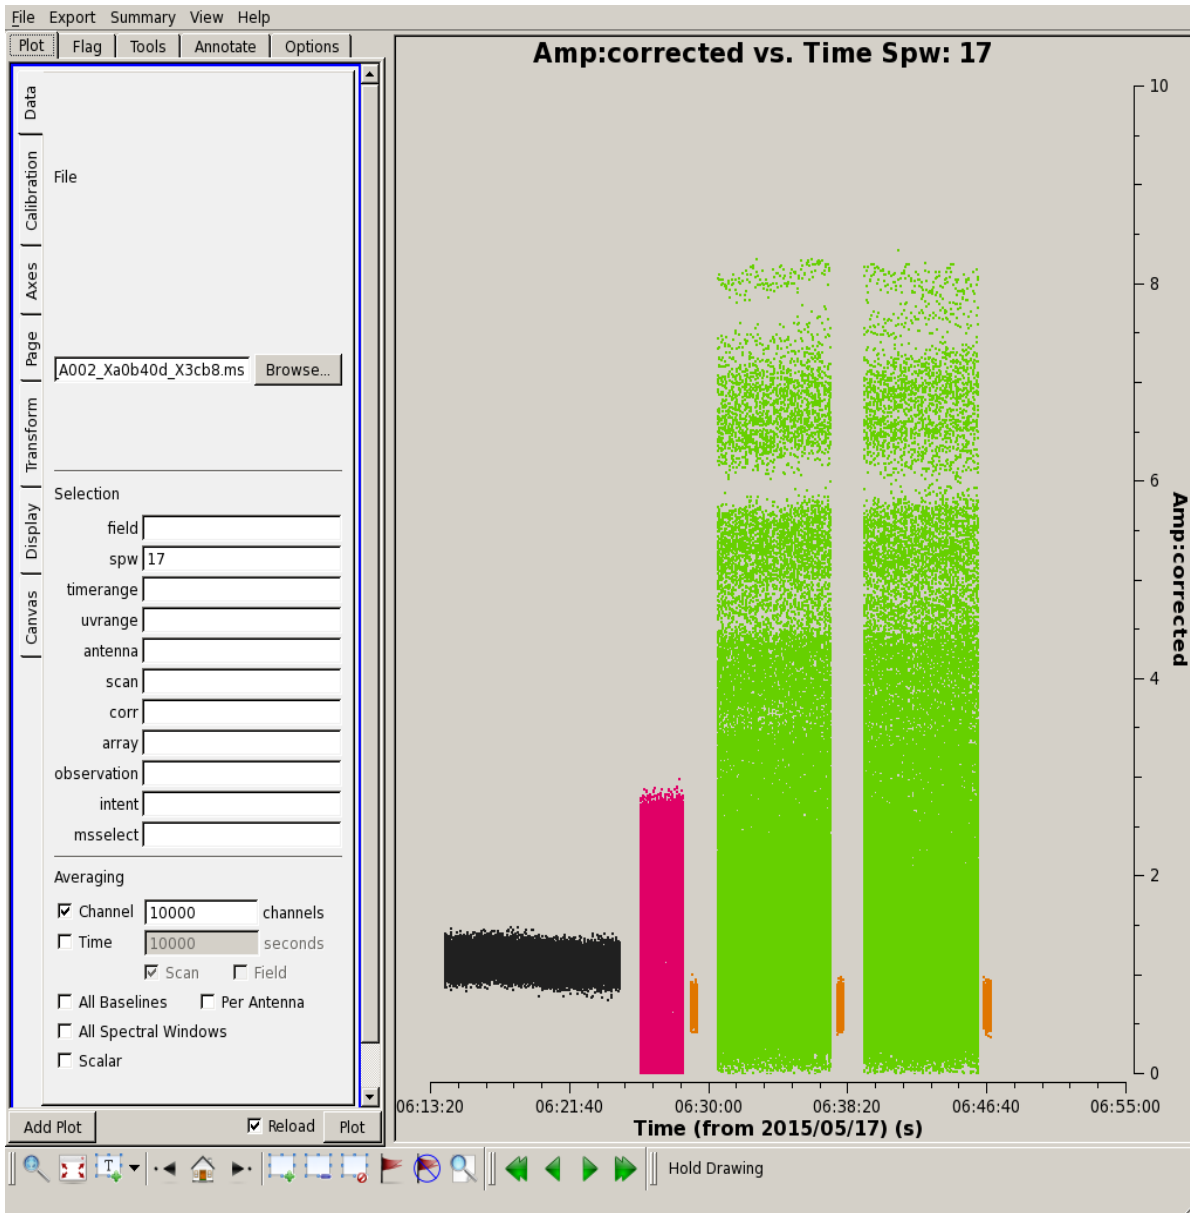 File Export Summary View Help
Plot Flag Tools Annotate Options
Data
Calibration
Axes
Page
Transform
Display
Canvas
File
A002_Xa0b40d_X3cb8.ms Browse...
Selection
field
spw 17
timerange
uvrange
antenna
scan
corr
array
observation
intent
msselect
Averaging
Channel 10000 channels
Time 10000 seconds
Scan Field
All Baselines Per Antenna
All Spectral Windows
Scalar
Add Plot Reload Plot
Amp:corrected vs. Time Spw: 17
10
8
6
4
2
0
Amp:corrected
06:13:20 06:21:40 06:30:00 06:38:20 06:46:40 06:55:00
Time (from 2015/05/17) (s)
T
Hold Drawing